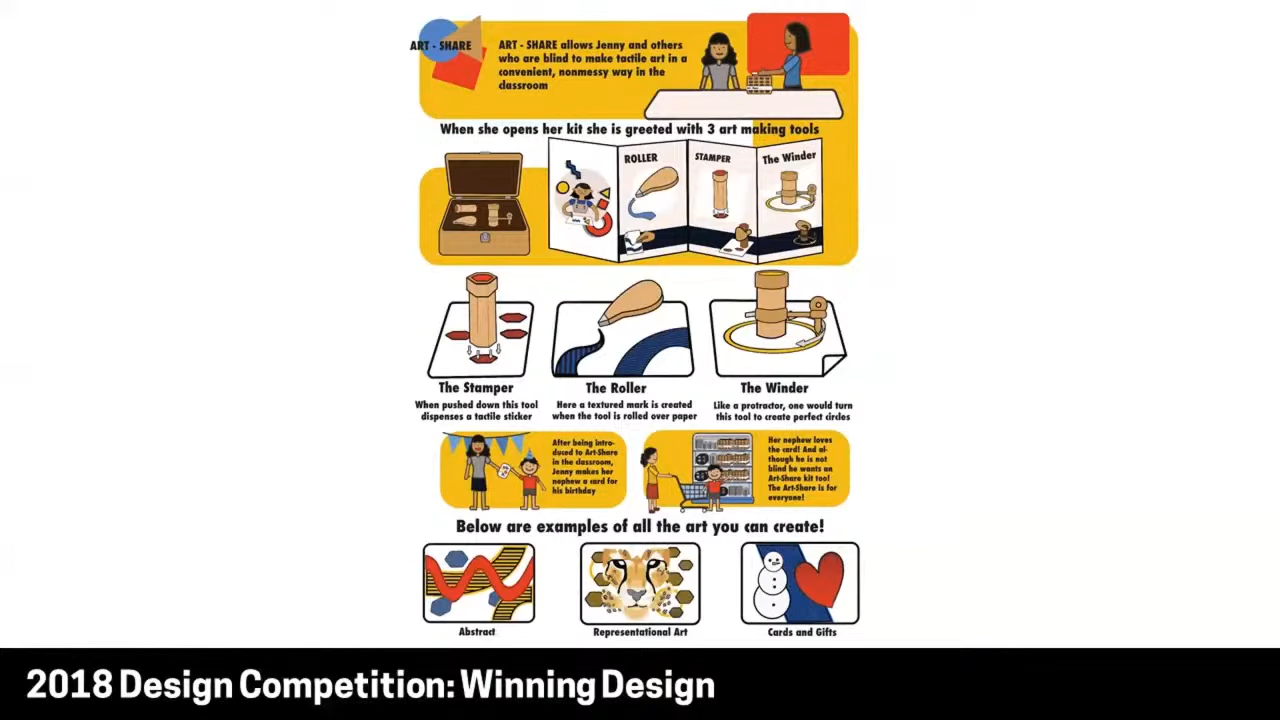 ART - SHARE
ART - SHARE allows Jenny and others
who are blind to make tactile art in a
convenient, nonmessy way in the
classroom
When she opens her kit she is greeted with 3 art making tools
ROLLER
STAMPER
The Winder
The Stamper
When pushed down this tool
dispenses a tactile sticker
The Roller
Here a textured mark is created
when the tool is rolled over paper
The Winder
Like a protractor, one would turn
this tool to create perfect circles
After being intro-
dused to Art-Share
in the classroom,
Jenny makes her
nephew a card for
his birthday
Her nephew loves
the card! And al-
though he is not
blind he wants an
Art-Share kit too!
The Art-Share is for
everyone!
Below are examples of all the art you can create!
Abstract
Representational Art
Cards and Gifts
2018 Design Competition: Winning Design